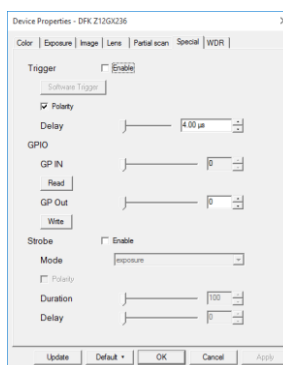 Device Properties - DFK Z12GX236
Color Exposure Image Lens Partial scan Special WDR
Trigger Enable
Software Trigger
Polarity
Delay 4.00 µs
GPIO
GP IN 0
Read
GP Out 0
Write
Strobe Enable
Mode exposure
Polarity
Duration 100
Delay 0
Update Default OK Cancel Apply